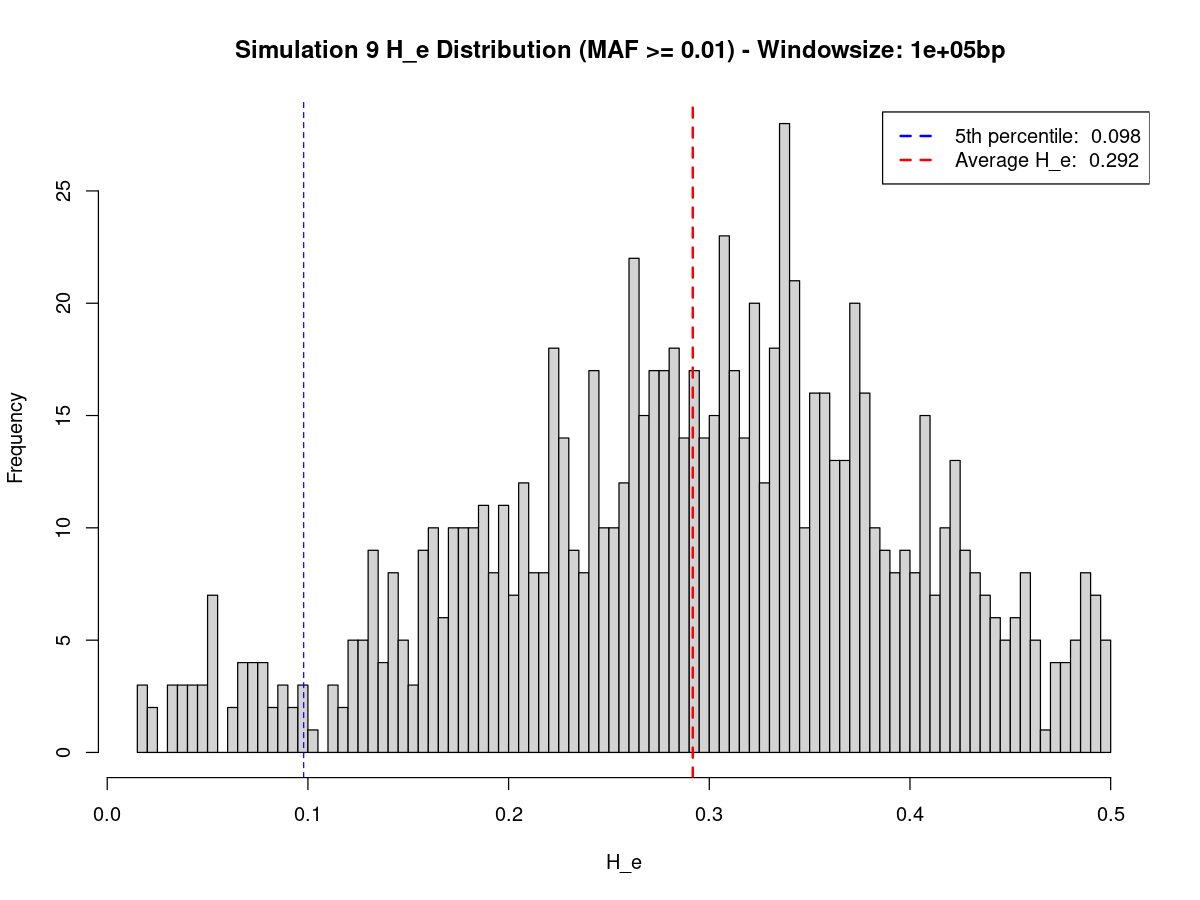 Simulation 9 H_e Distribution (MAF >= 0.01) - Windowsize: 1e+05bp
5th percentile: 0.098
Average H_e: 0.292
Frequency
25
20
15
10
5
0
0.0 0.1 0.2 0.3 0.4 0.5
H_e